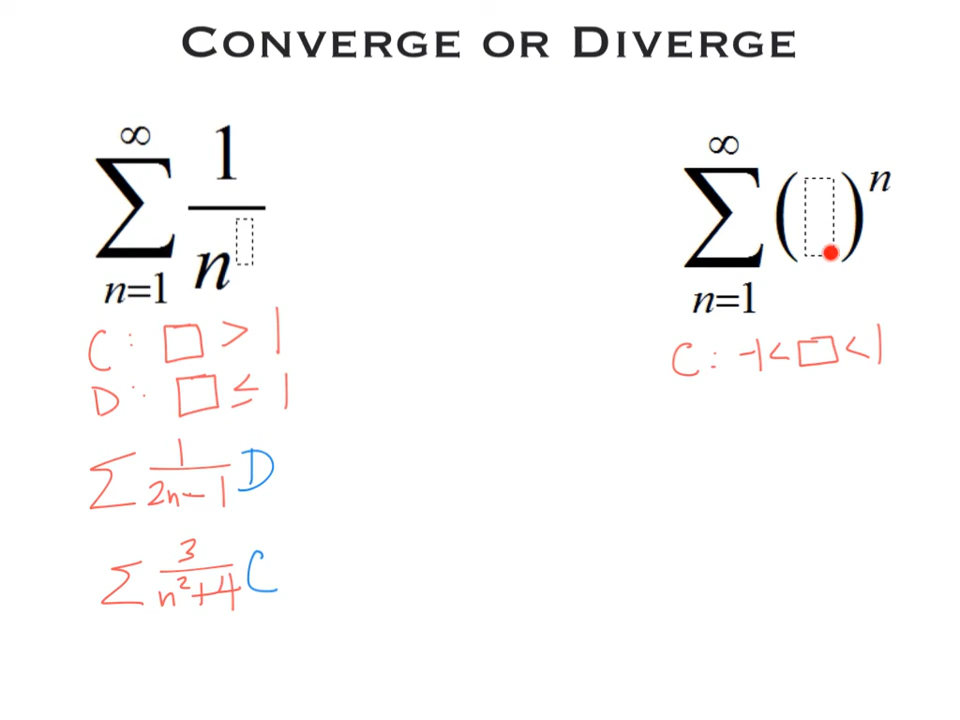 CONVERGE OR DIVERGE
∞
∑ 1/n^□
n=1
C: □ > 1
D: □ ≤ 1
∑ 1/(2n-1) D
∑ 3/(n²+4) C
∞
∑ (□)^n
n=1
C: -1<□<1